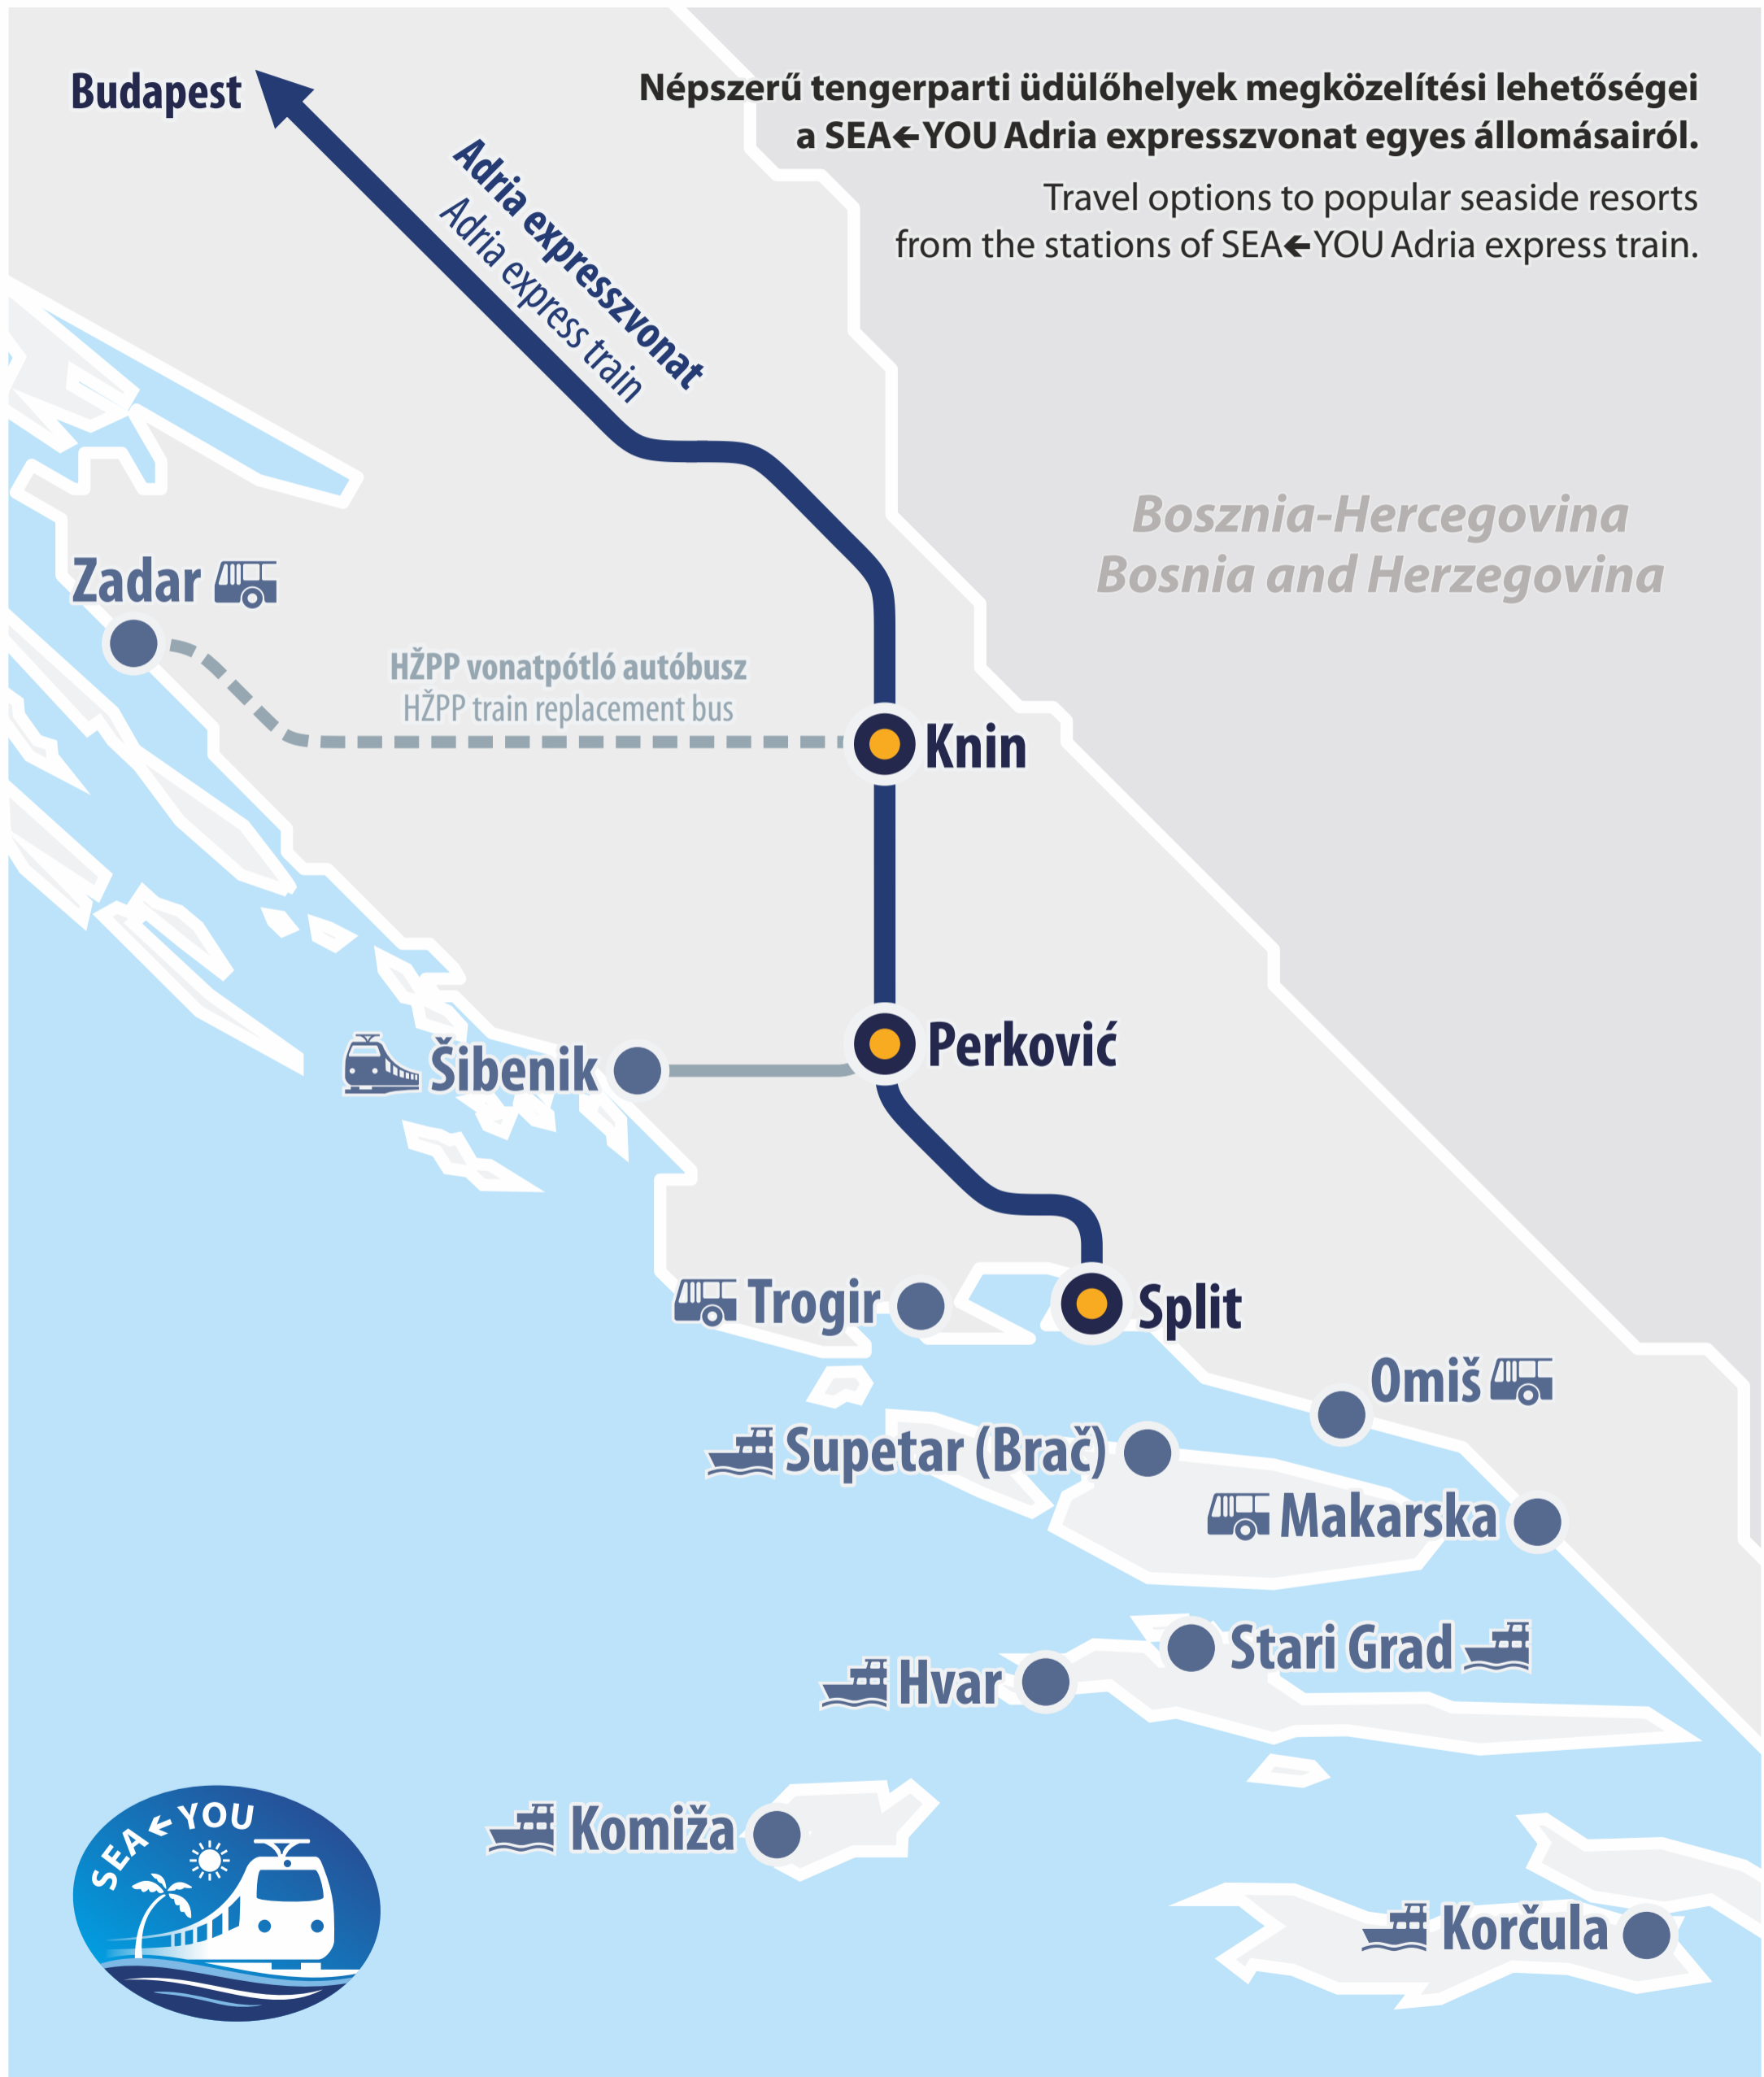 Budapest
Népszerű tengerparti üdülőhelyek megközelítési lehetőségei
a SEA←YOU Adria expresszvonat egyes állomásairól.
Travel options to popular seaside resorts
from the stations of SEA←YOU Adria express train.
Adria expresszvonat
Adria express train
Bosznia-Hercegovina
Bosnia and Herzegovina
Zadar
HŽPP vonatpótló autóbusz
HŽPP train replacement bus
Knin
Perković
Šibenik
Trogir
Split
Omiš
Supetar (Brač)
Makarska
Stari Grad
Hvar
Komiža
SEA←YOU
Korčula